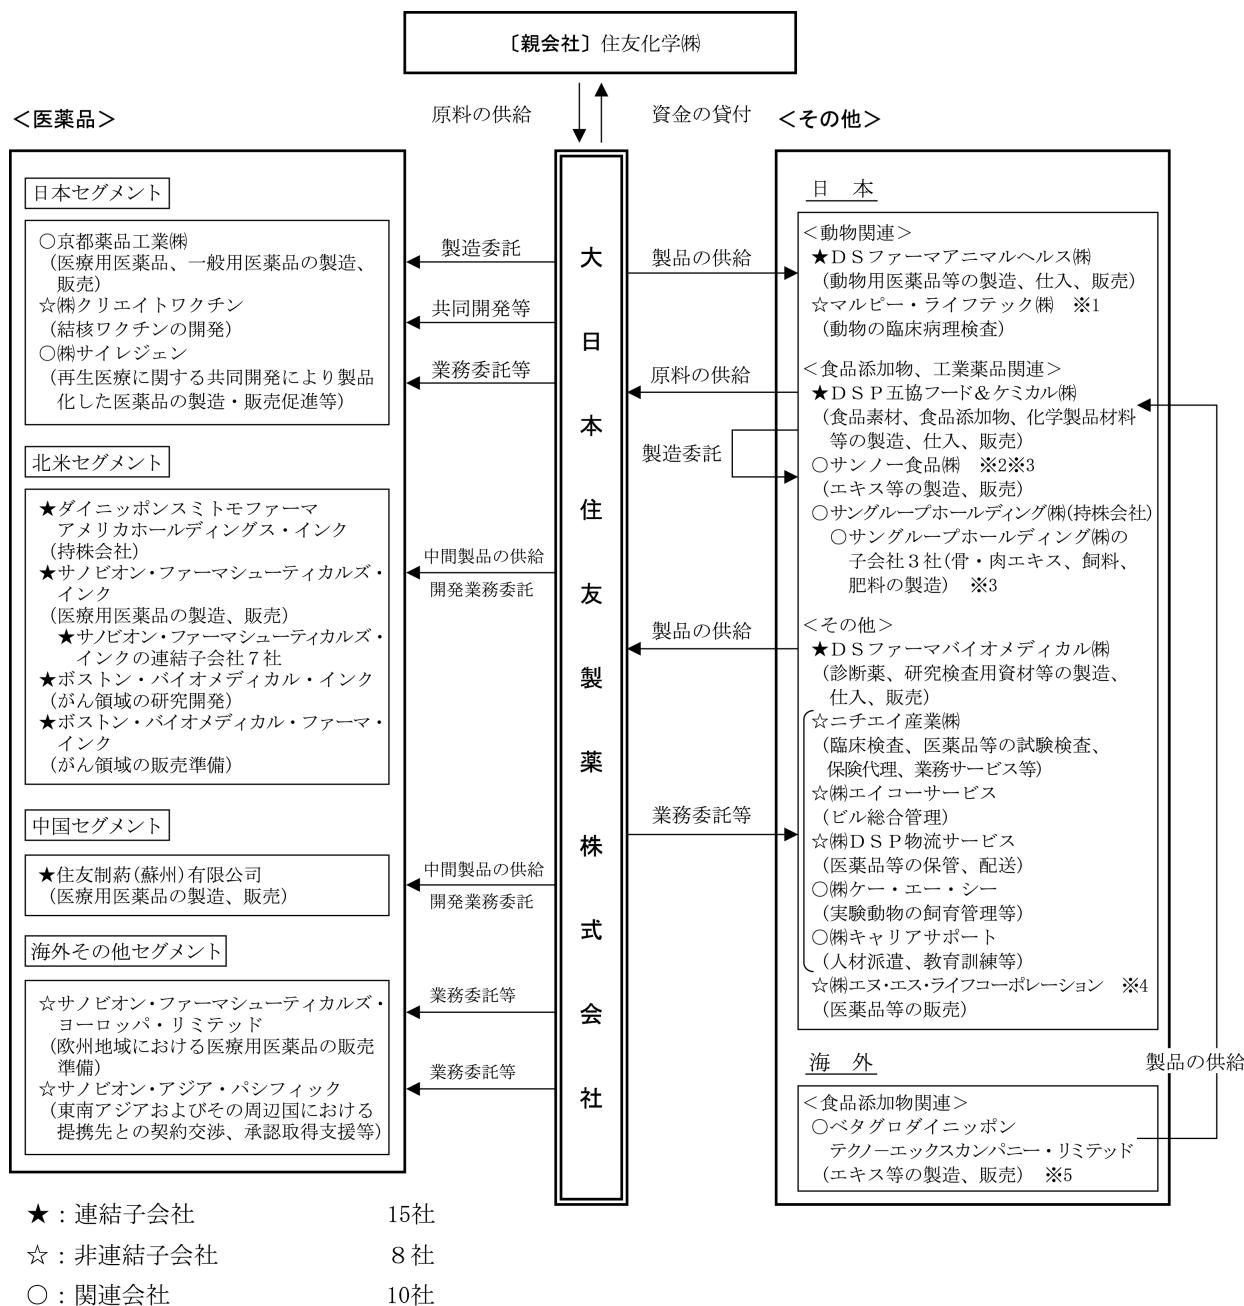 〔親会社〕住友化学㈱
原料の供給
資金の貸付
＜医薬品＞
日本セグメント
○京都薬品工業㈱
（医療用医薬品、一般用医薬品の製造、
販売）
☆㈱クリエイトワクチン
（結核ワクチンの開発）
○㈱サイレジェン
（再生医療に関する共同開発により製品
化した医薬品の製造・販売促進等）
北米セグメント
★ダイニッポンスミトモファーマ
アメリカホールディングス・インク
（持株会社）
★サノビオン・ファーマシューティカルズ・
インク
（医療用医薬品の製造、販売）
★サノビオン・ファーマシューティカルズ・
インクの連結子会社７社
★ボストン・バイオメディカル・インク
（がん領域の研究開発）
★ボストン・バイオメディカル・ファーマ・
インク
（がん領域の販売準備）
中国セグメント
★住友制葯(蘇州)有限公司
（医療用医薬品の製造、販売）
海外その他セグメント
☆サノビオン・ファーマシューティカルズ・
ヨーロッパ・リミテッド
（欧州地域における医療用医薬品の販売
準備）
☆サノビオン・アジア・パシフィック
（東南アジアおよびその周辺国における
提携先との契約交渉、承認取得支援等）
製造委託
共同開発等
業務委託等
中間製品の供給
開発業務委託
中間製品の供給
開発業務委託
業務委託等
業務委託等
大日本住友製薬株式会社
製品の供給
原料の供給
製造委託
製品の供給
業務委託等
＜その他＞
日　本
＜動物関連＞
★ＤＳファーマアニマルヘルス㈱
（動物用医薬品等の製造、仕入、販売）
☆マルピー・ライフテック㈱　※1
（動物の臨床病理検査）
＜食品添加物、工業薬品関連＞
★ＤＳＰ五協フード＆ケミカル㈱
（食品素材、食品添加物、化学製品材料
等の製造、仕入、販売）
○サンノー食品㈱　※2※3
（エキス等の製造、販売）
○サングループホールディング㈱(持株会社)
○サングループホールディング㈱の
子会社３社(骨・肉エキス、飼料、
肥料の製造)　※3
＜その他＞
★ＤＳファーマバイオメディカル㈱
（診断薬、研究検査用資材等の製造、
仕入、販売）
☆ニチエイ産業㈱
（臨床検査、医薬品等の試験検査、
保険代理、業務サービス等）
☆㈱エイコーサービス
（ビル総合管理）
☆㈱ＤＳＰ物流サービス
（医薬品等の保管、配送）
○㈱ケー・エー・シー
（実験動物の飼育管理等）
○㈱キャリアサポート
（人材派遣、教育訓練等）
☆㈱エヌ・エス・ライフコーポレーション　※4
（医薬品等の販売）
海　外
＜食品添加物関連＞
○ベタグロダイニッポン
テクノ－エックスカンパニー・リミテッド
（エキス等の製造、販売）　※5
製品の供給
★：連結子会社　15社
☆：非連結子会社　８社
○：関連会社　10社